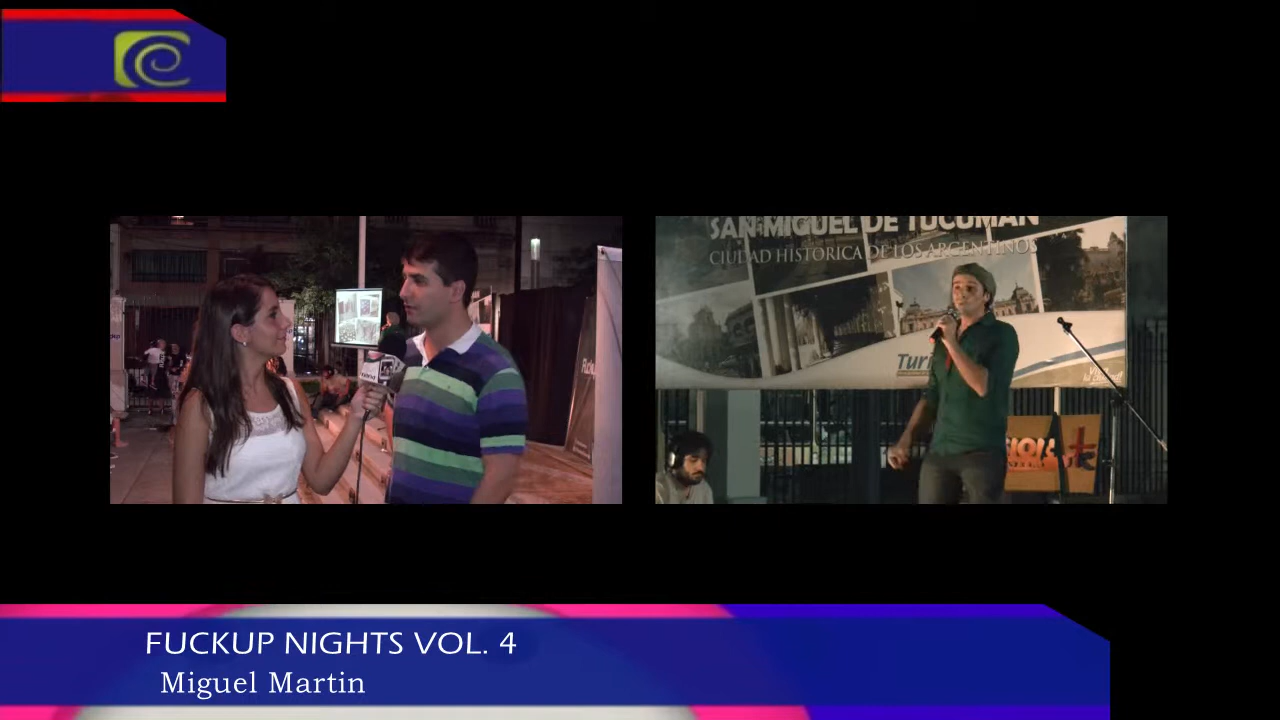 SAN MIGUEL DE TUCUMAN
CIUDAD HISTORICA DE LOS ARGENTINOS
FUCKUP NIGHTS VOL. 4
Miguel Martin